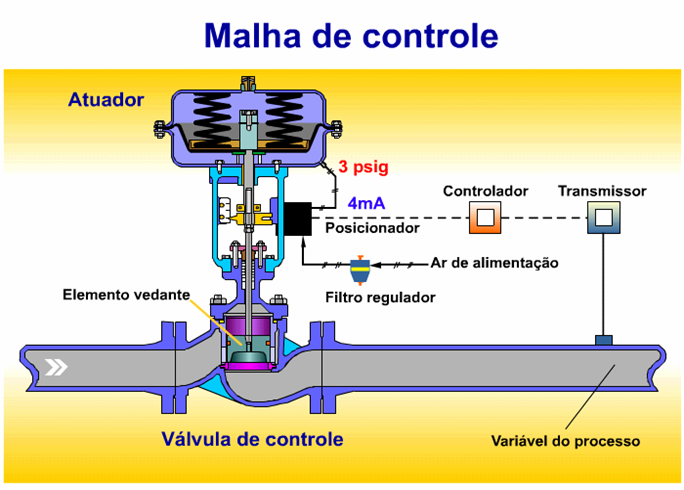 Malha de controle
Atuador
3 psig
4mA
Controlador
Transmissor
Posicionador
Ar de alimentação
Elemento vedante
Filtro regulador
Válvula de controle
Variável do processo